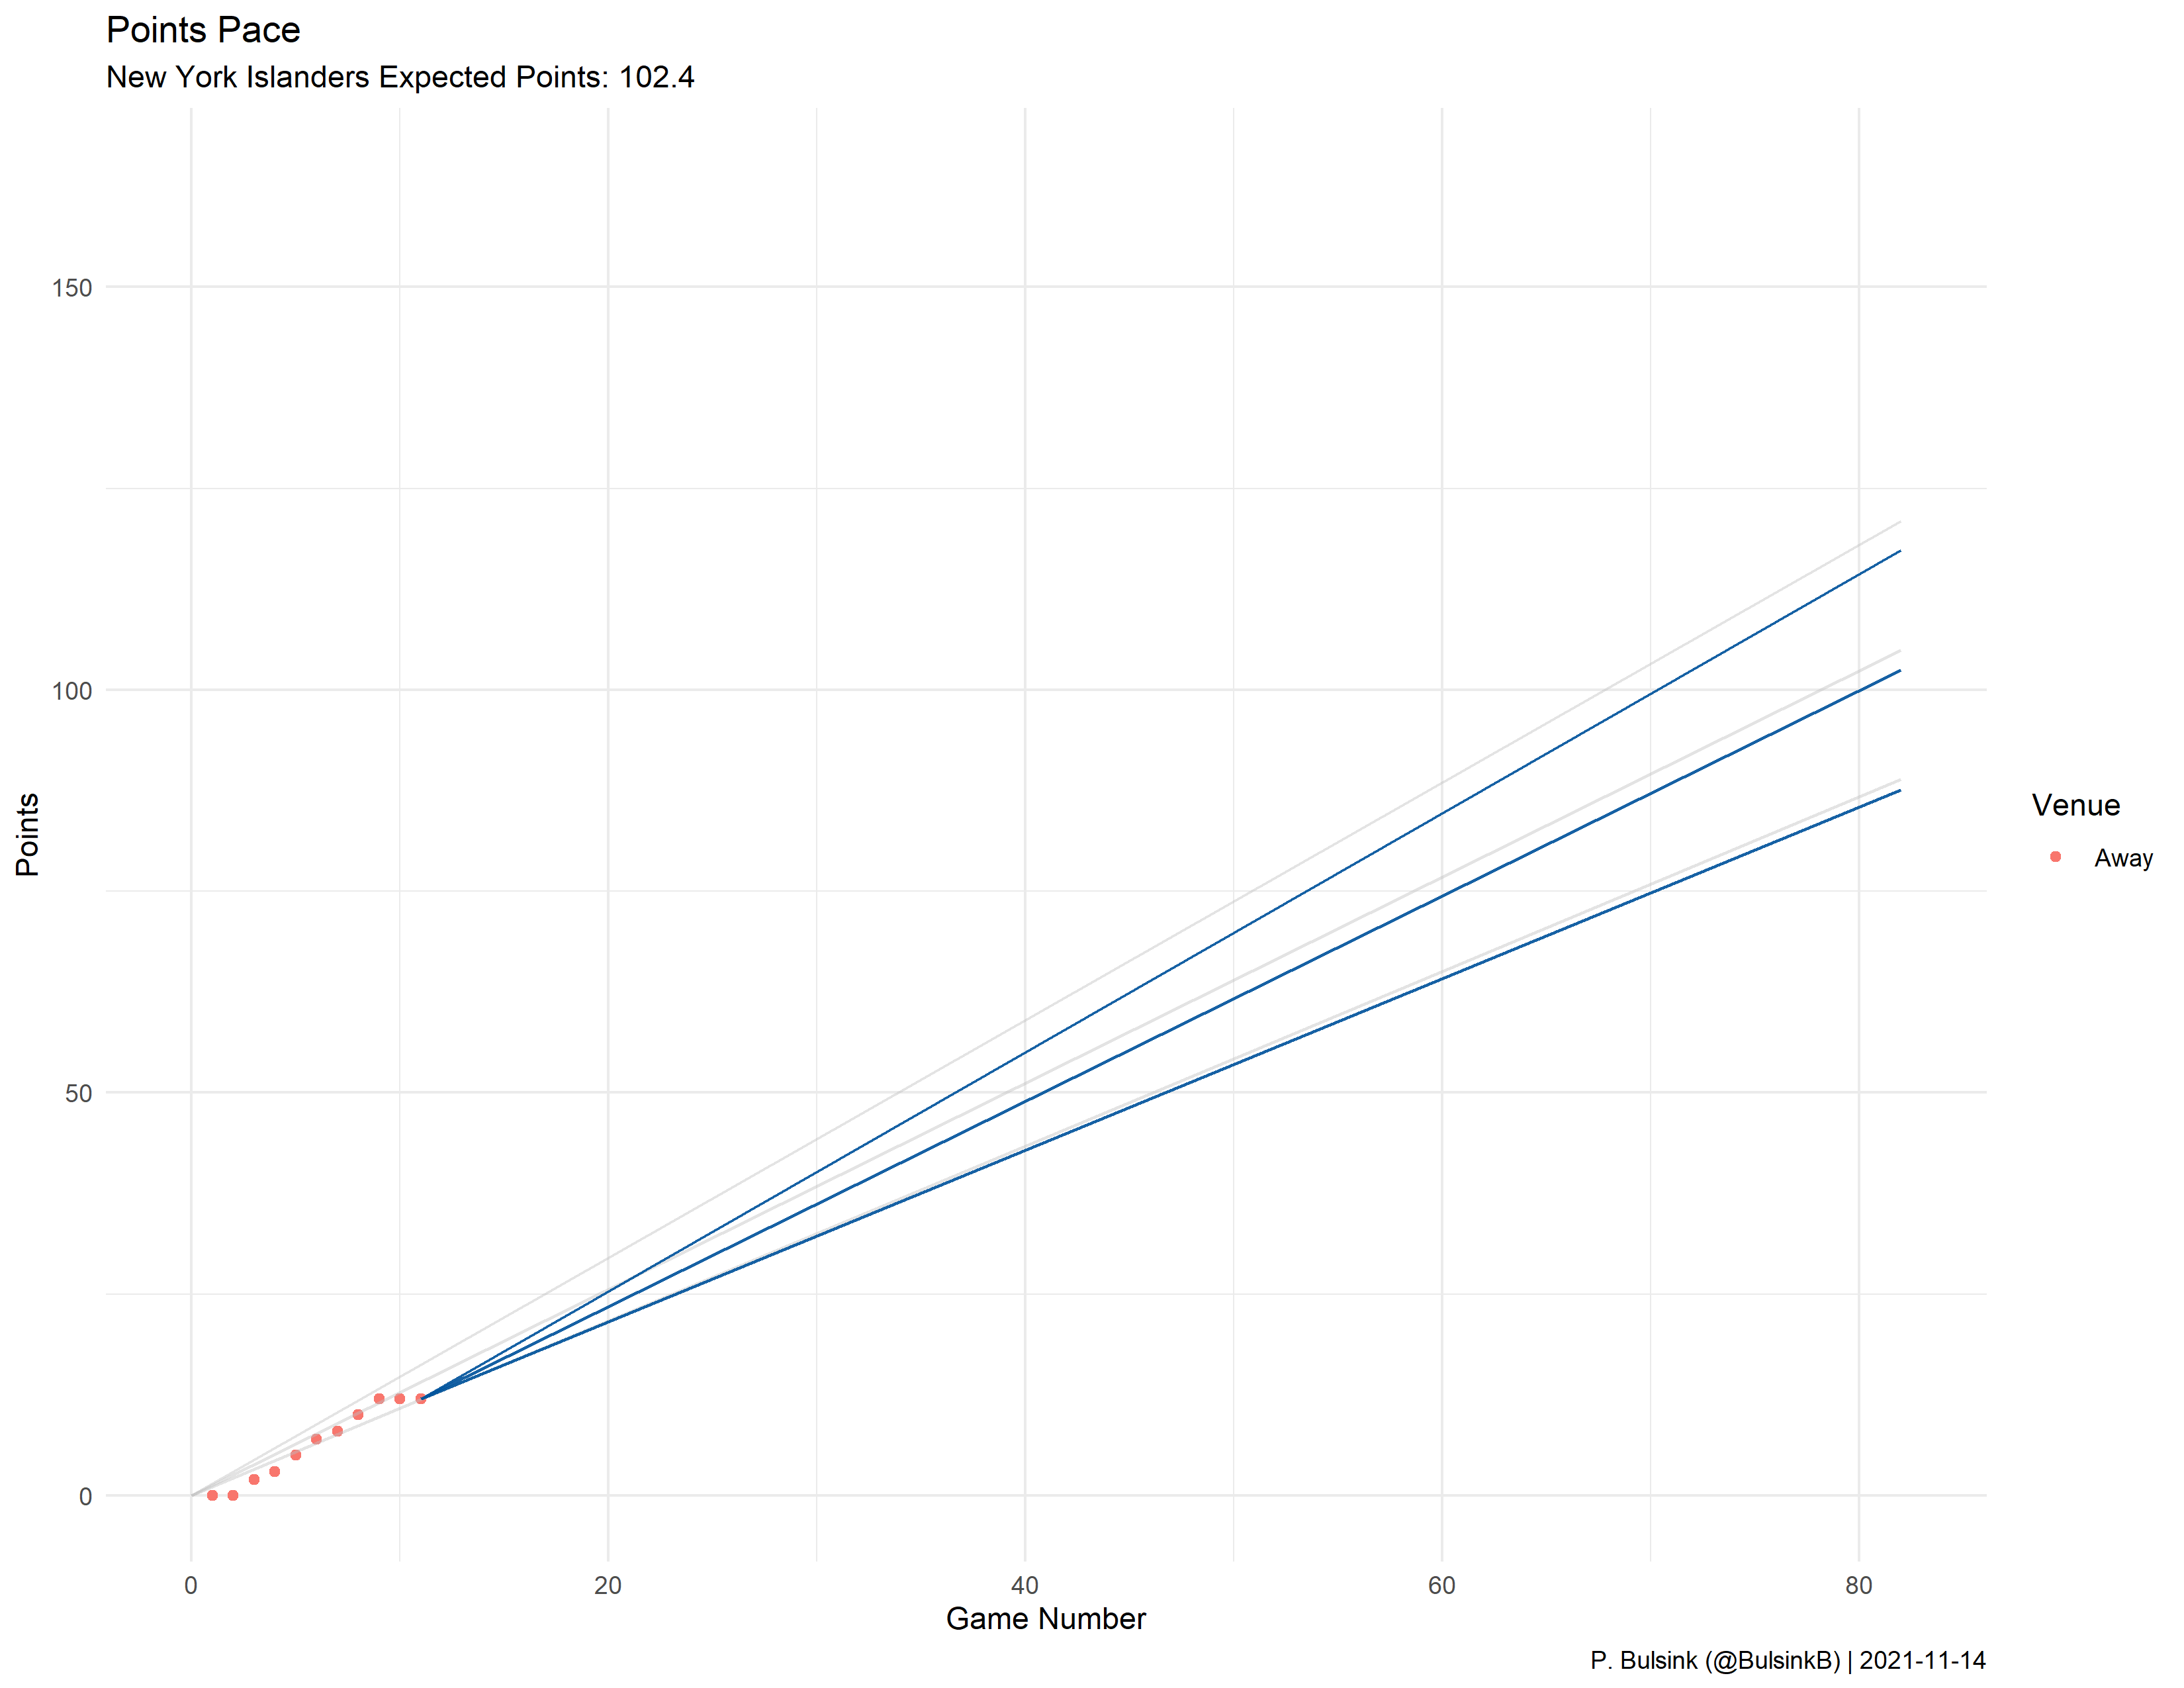 Points Pace
New York Islanders Expected Points: 102.4
150
100
50
0
Points
0 20 40 60 80
Game Number
Venue
Away
P. Bulsink (@BulsinkB) | 2021-11-14